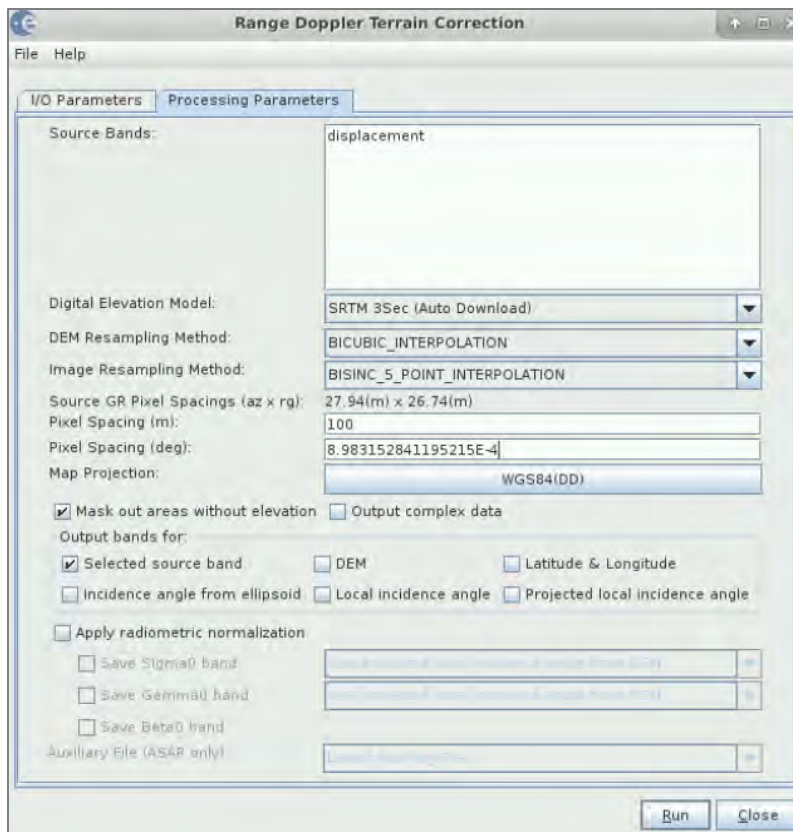 Range Doppler Terrain Correction
File Help
I/O Parameters Processing Parameters
Source Bands: displacement
Digital Elevation Model: SRTM 3Sec (Auto Download)
DEM Resampling Method: BICUBIC_INTERPOLATION
Image Resampling Method: BISINC_5_POINT_INTERPOLATION
Source GR Pixel Spacings (az x rg): 27.94(m) x 26.74(m)
Pixel Spacing (m): 100
Pixel Spacing (deg): 8.983152841195215E-4
Map Projection: WGS84(DD)
Mask out areas without elevation Output complex data
Output bands for:
Selected source band DEM Latitude & Longitude
Incidence angle from ellipsoid Local incidence angle Projected local incidence angle
Apply radiometric normalization
Save Sigma0 band
Save Gamma0 band
Save Beta0 band
Auxiliary File (ASAR only)
Run Close